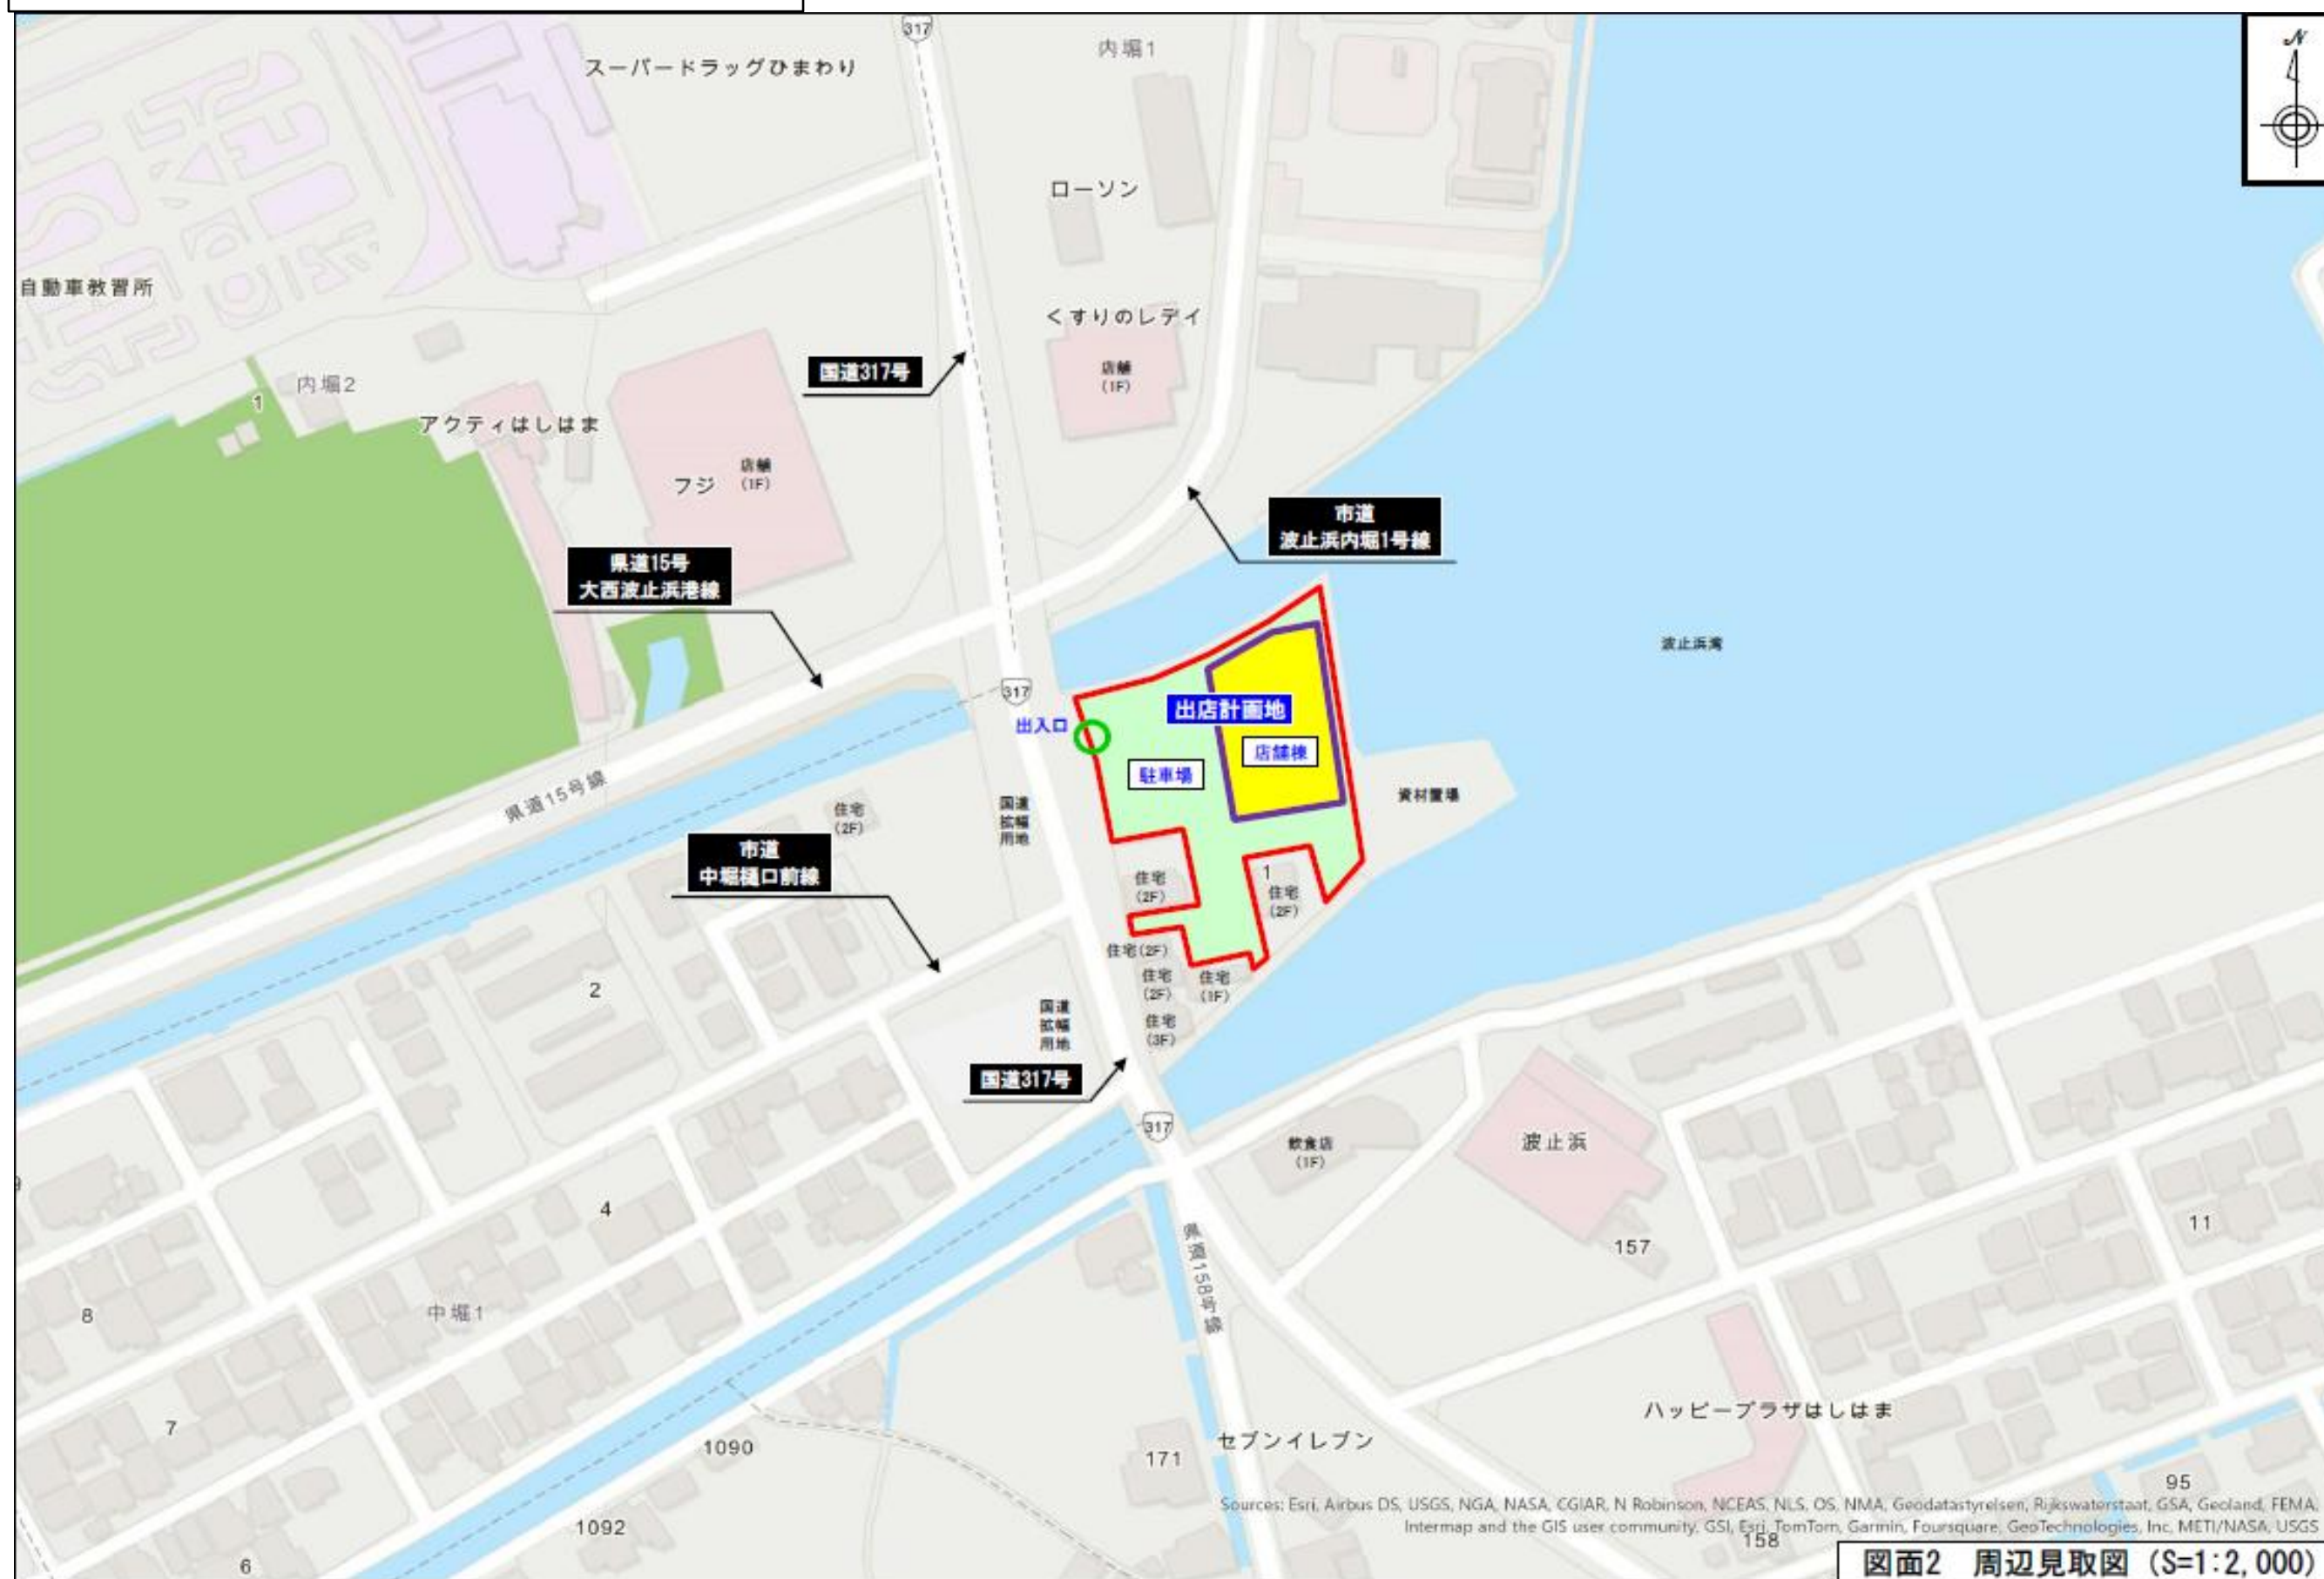 317
内堀1
スーパードラッグひまわり
N
ローソン
自動車教習所
くすりのレディ
店舗
(1F)
国道317号
内堀2
1
アクティはしはま
フジ
店舗
(1F)
市道
波止浜内堀1号線
県道15号
大西波止浜港線
波止浜湾
317
出入口
出店計画地
店舗棟
駐車場
資材置場
県道15号線
住宅
(2F)
国道
拡幅
用地
市道
中堀樋口前線
住宅
(2F)
1
住宅
(2F)
住宅(2F)
住宅
(2F)
住宅
(1F)
2
国道
拡幅
用地
住宅
(3F)
国道317号
317
飲食店
(1F)
波止浜
9
4
157
11
県道158号線
8
中堀1
7
1090
171
セブンイレブン
ハッピープラザはしはま
95
Sources: Esri, Airbus DS, USGS, NGA, NASA, CGIAR, N Robinson, NCEAS, NLS, OS, NMA, Geodatastyrelsen, Rijkswaterstaat, GSA, Geoland, FEMA,
Intermap and the GIS user community, GSI, Esri, TomTom, Garmin, Foursquare, GeoTechnologies, Inc, METI/NASA, USGS
1092
158
6
図面2 周辺見取図 (S=1:2,000)